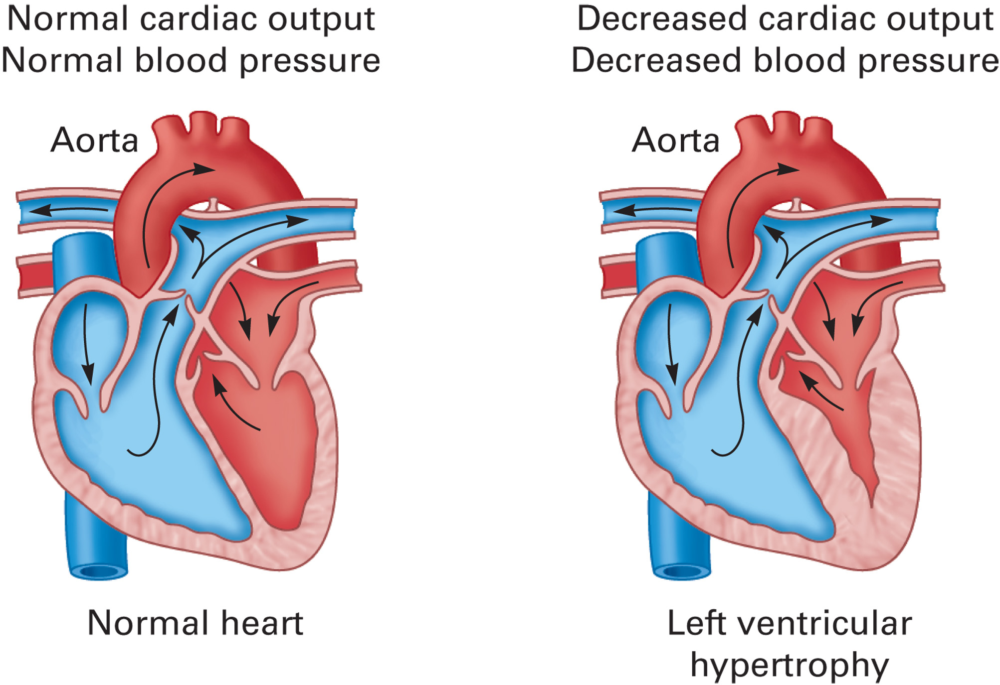 Normal cardiac output
Normal blood pressure
Decreased cardiac output
Decreased blood pressure
Aorta
Aorta
Normal heart
Left ventricular
hypertrophy